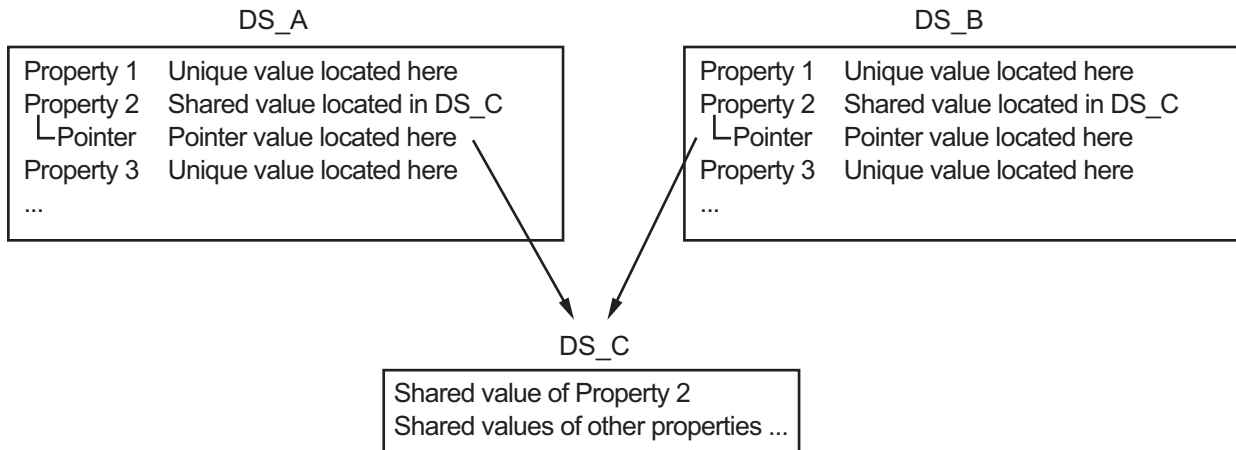 DS_A
Property 1 Unique value located here
Property 2 Shared value located in DS_C
Pointer Pointer value located here
Property 3 Unique value located here
...
DS_B
Property 1 Unique value located here
Property 2 Shared value located in DS_C
Pointer Pointer value located here
Property 3 Unique value located here
...
DS_C
Shared value of Property 2
Shared values of other properties ...